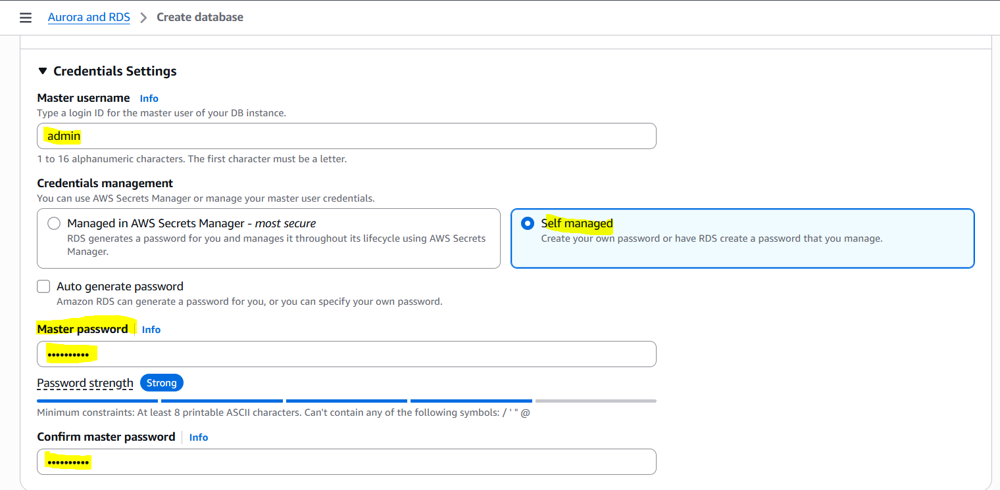 Aurora and RDS > Create database
Credentials Settings
Master username Info
Type a login ID for the master user of your DB instance.
admin
1 to 16 alphanumeric characters. The first character must be a letter.
Credentials management
You can use AWS Secrets Manager or manage your master user credentials.
Managed in AWS Secrets Manager - most secure
RDS generates a password for you and manages it throughout its lifecycle using AWS Secrets
Manager.
Self managed
Create your own password or have RDS create a password that you manage.
Auto generate password
Amazon RDS can generate a password for you, or you can specify your own password.
Master password Info
••••••••••
Password strength Strong
Minimum constraints: At least 8 printable ASCII characters. Can't contain any of the following symbols: / ' " @
Confirm master password Info
••••••••••